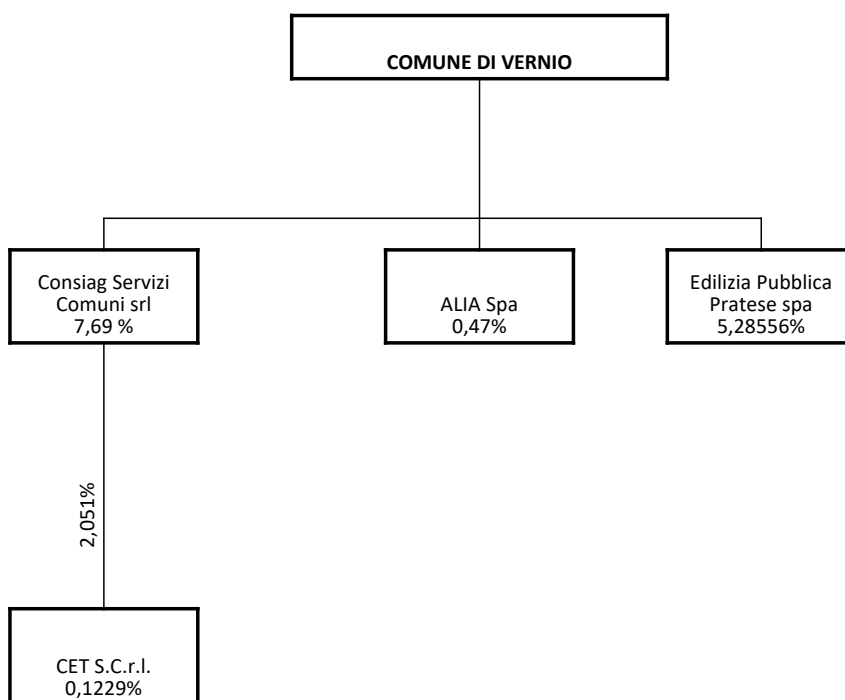 COMUNE DI VERNIO
Consiag Servizi
Comuni srl
7,69 %
ALIA Spa
0,47%
Edilizia Pubblica
Pratese spa
5,28556%
2,051%
CET S.C.r.l.
0,1229%